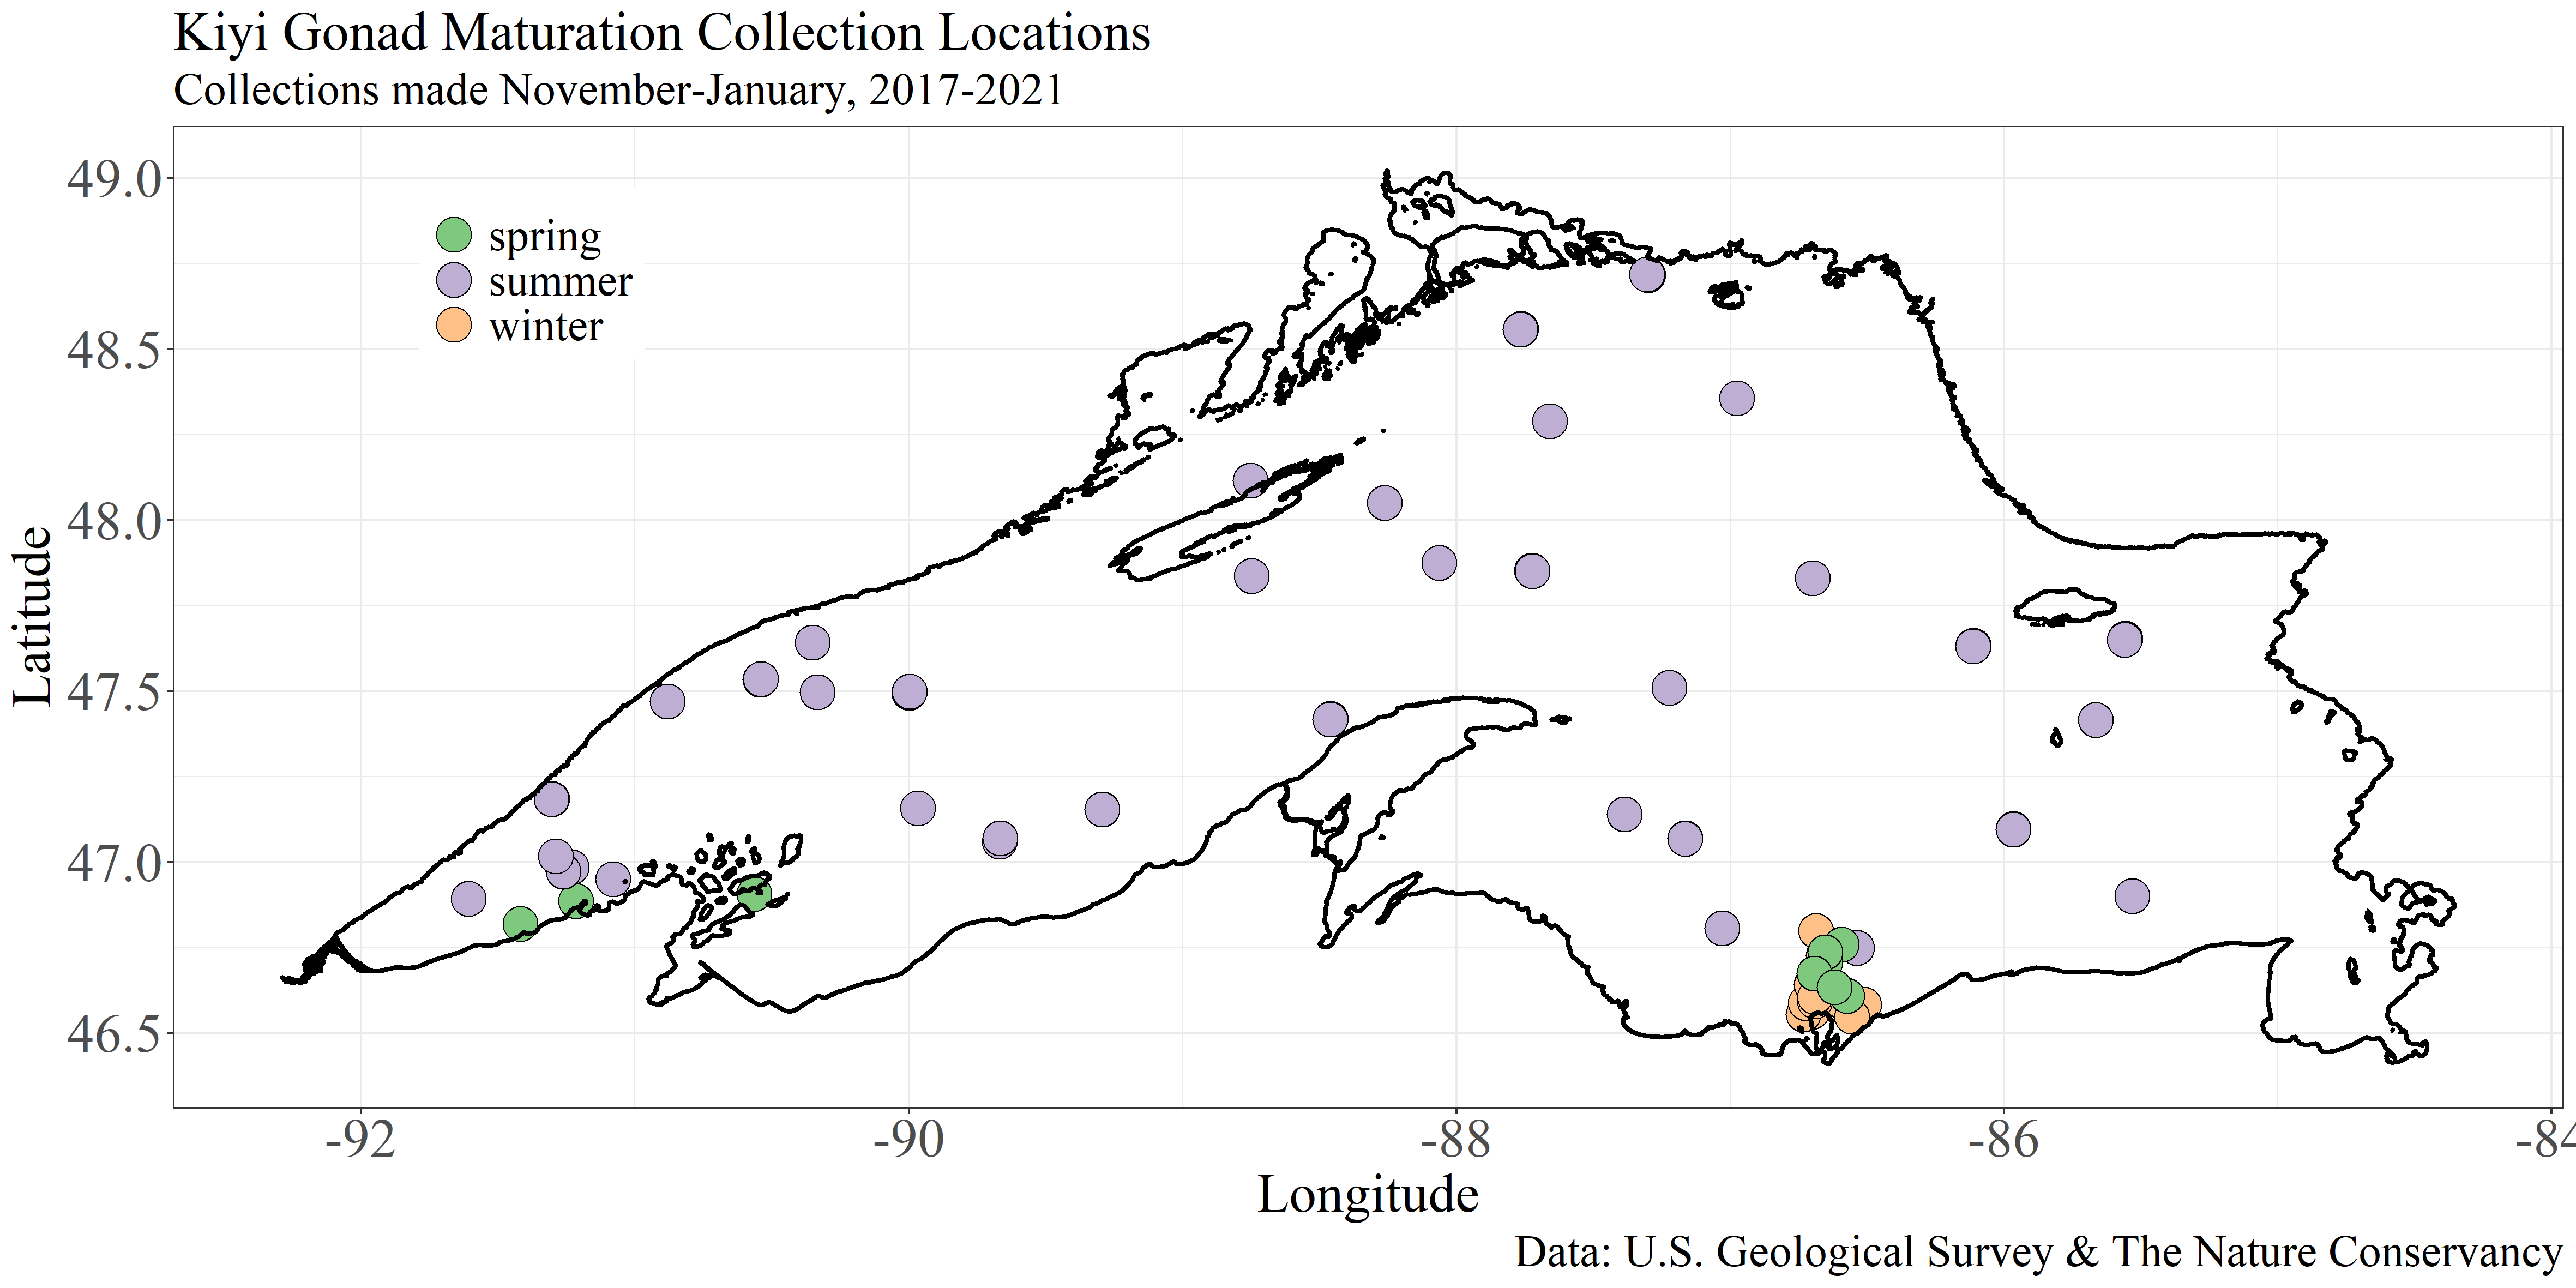 Kiyi Gonad Maturation Collection Locations
Collections made November-January, 2017-2021
spring
summer
winter
49.0
48.5
48.0
47.5
47.0
46.5
Latitude
-92
-90
-88
-86
-84
Longitude
Data: U.S. Geological Survey & The Nature Conservancy